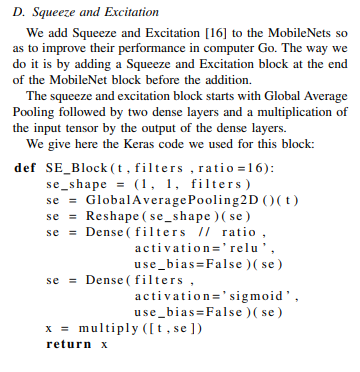 D. Squeeze and Excitation
We add Squeeze and Excitation [16] to the MobileNets so
as to improve their performance in computer Go. The way we
do it is by adding a Squeeze and Excitation block at the end
of the MobileNet block before the addition.
The squeeze and excitation block starts with Global Average
Pooling followed by two dense layers and a multiplication of
the input tensor by the output of the dense layers.
We give here the Keras code we used for this block:
def SE_Block(t, filters, ratio=16):
se_shape = (1, 1, filters)
se = GlobalAveragePooling2D()(t)
se = Reshape(se_shape)(se)
se = Dense(filters // ratio,
activation='relu',
use_bias=False)(se)
se = Dense(filters,
activation='sigmoid',
use_bias=False)(se)
x = multiply([t,se])
return x